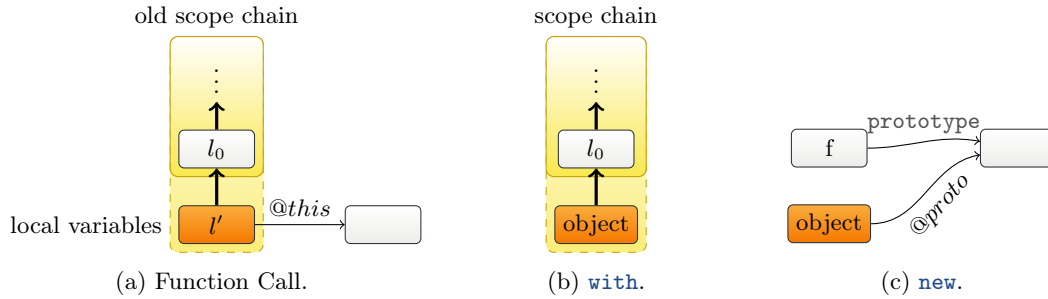 old scope chain
⋮
l₀
local variables
l′
@this
(a) Function Call.
scope chain
⋮
l₀
object
(b) with.
prototype
f
object
@proto
(c) new.